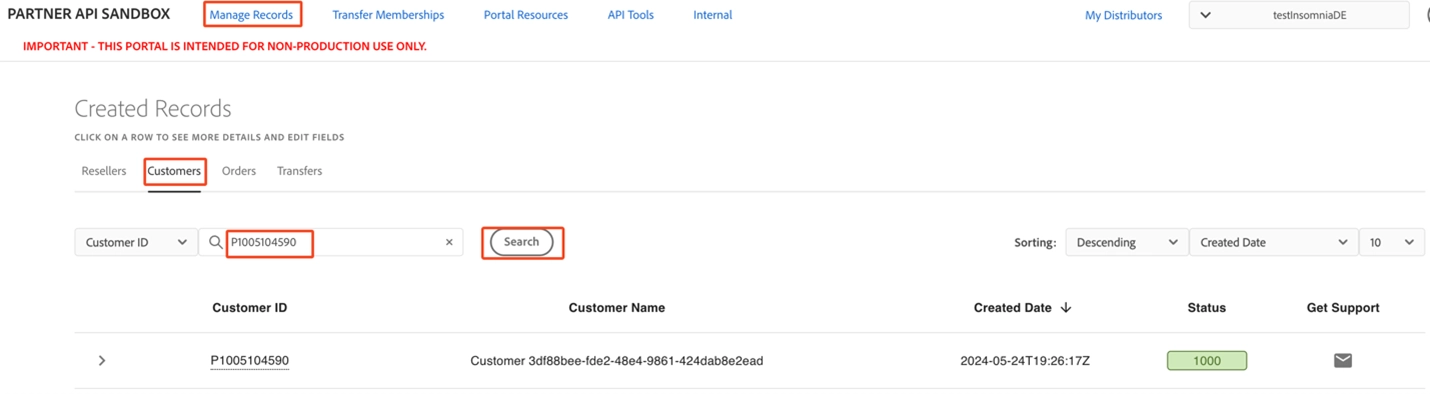 PARTNER API SANDBOX Manage Records Transfer Memberships Portal Resources API Tools Internal My Distributors testInsomniaDE
IMPORTANT - THIS PORTAL IS INTENDED FOR NON-PRODUCTION USE ONLY.
Created Records
CLICK ON A ROW TO SEE MORE DETAILS AND EDIT FIELDS
Resellers Customers Orders Transfers
Customer ID P1005104590 × Search Sorting: Descending Created Date 10
Customer ID Customer Name Created Date ↓ Status Get Support
P1005104590 Customer 3df88bee-fde2-48e4-9861-424dab8e2ead 2024-05-24T19:26:17Z 1000